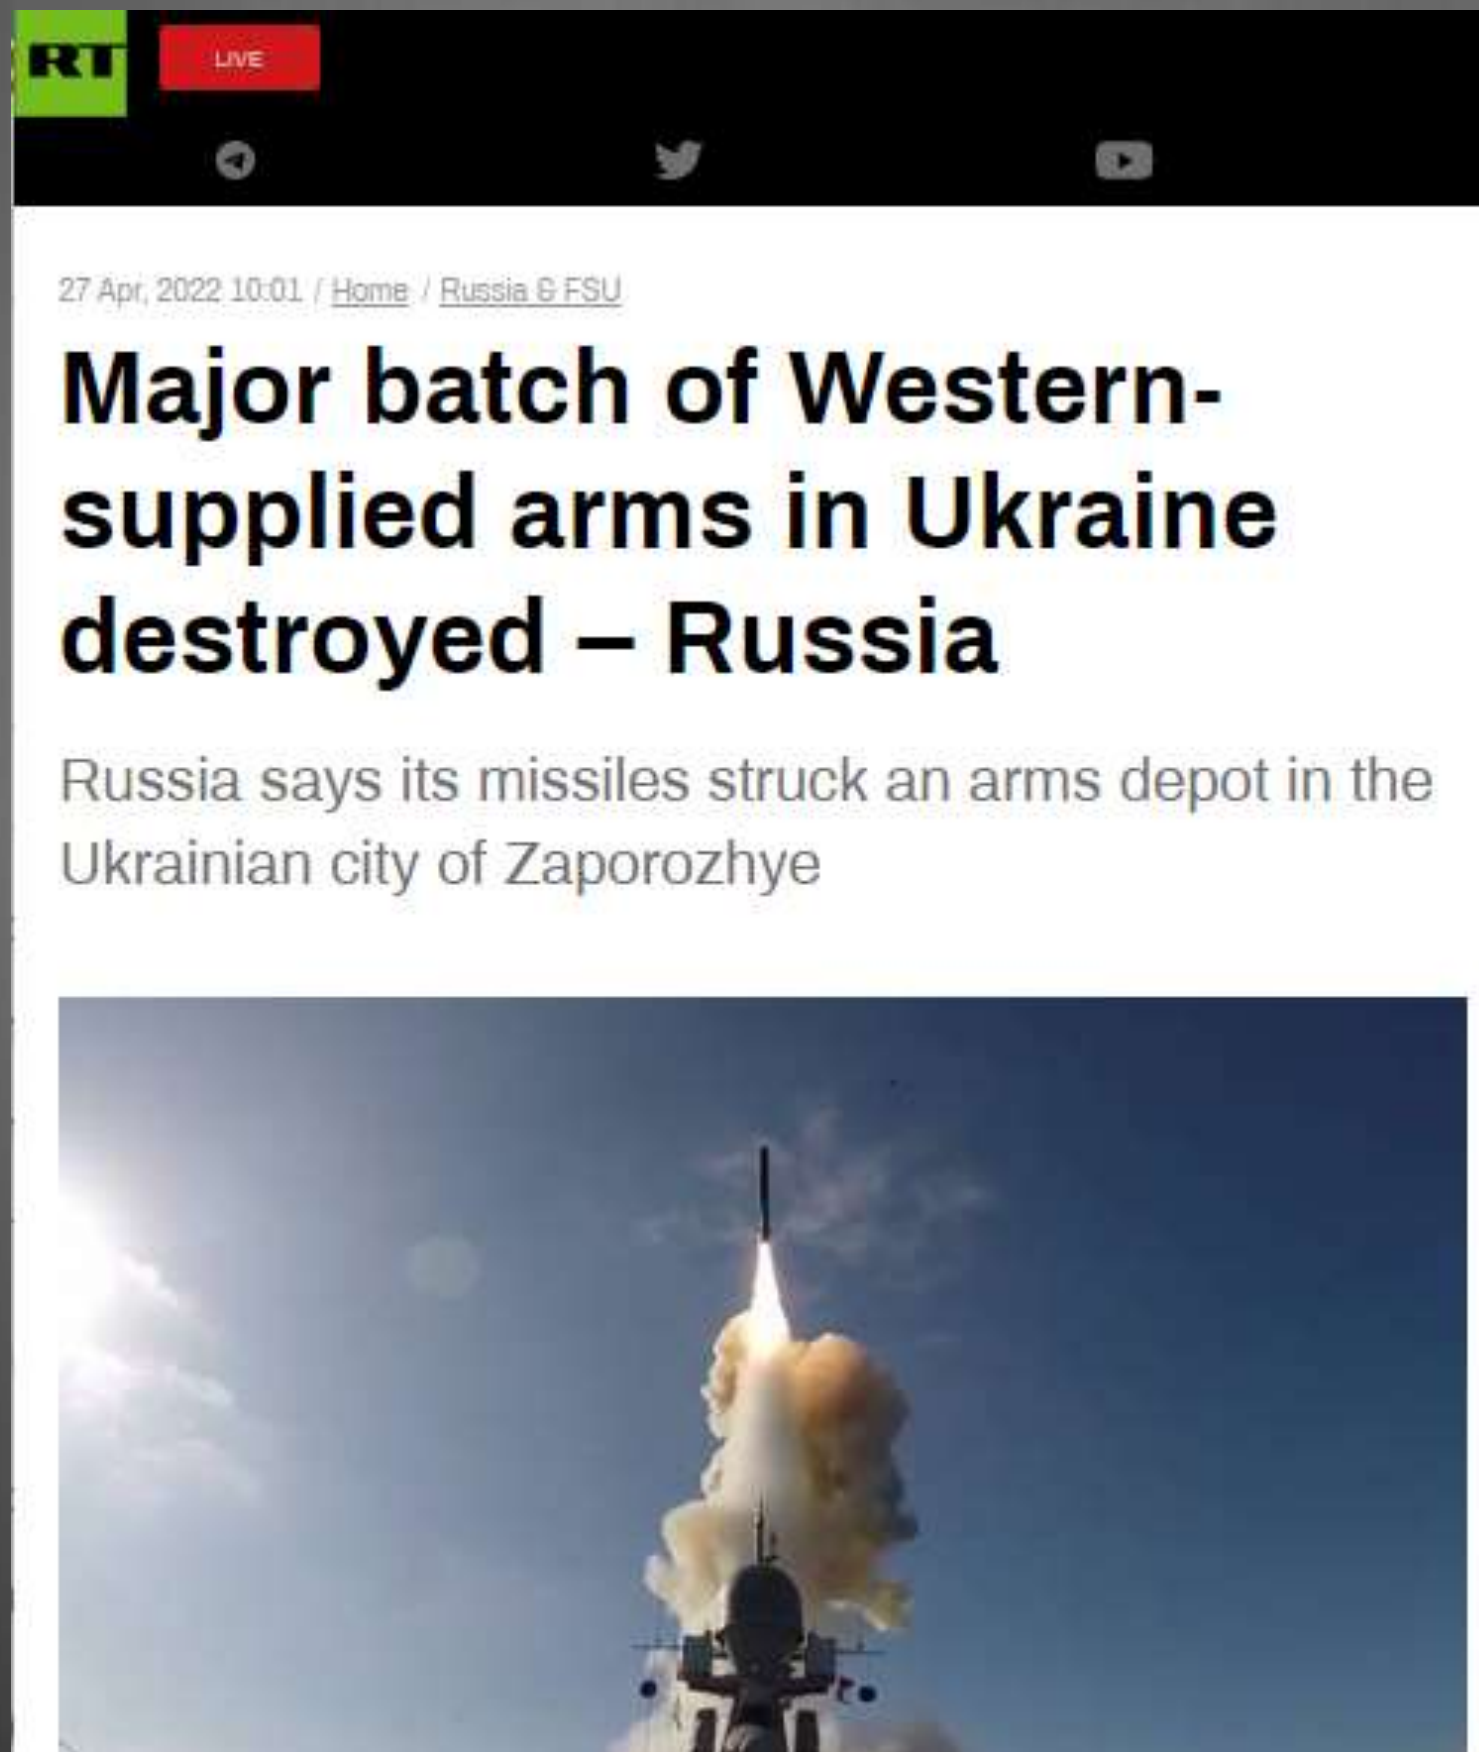 RT
LIVE
27 Apr, 2022 10:01 / Home / Russia & FSU
Major batch of Western-
supplied arms in Ukraine
destroyed – Russia
Russia says its missiles struck an arms depot in the
Ukrainian city of Zaporozhye